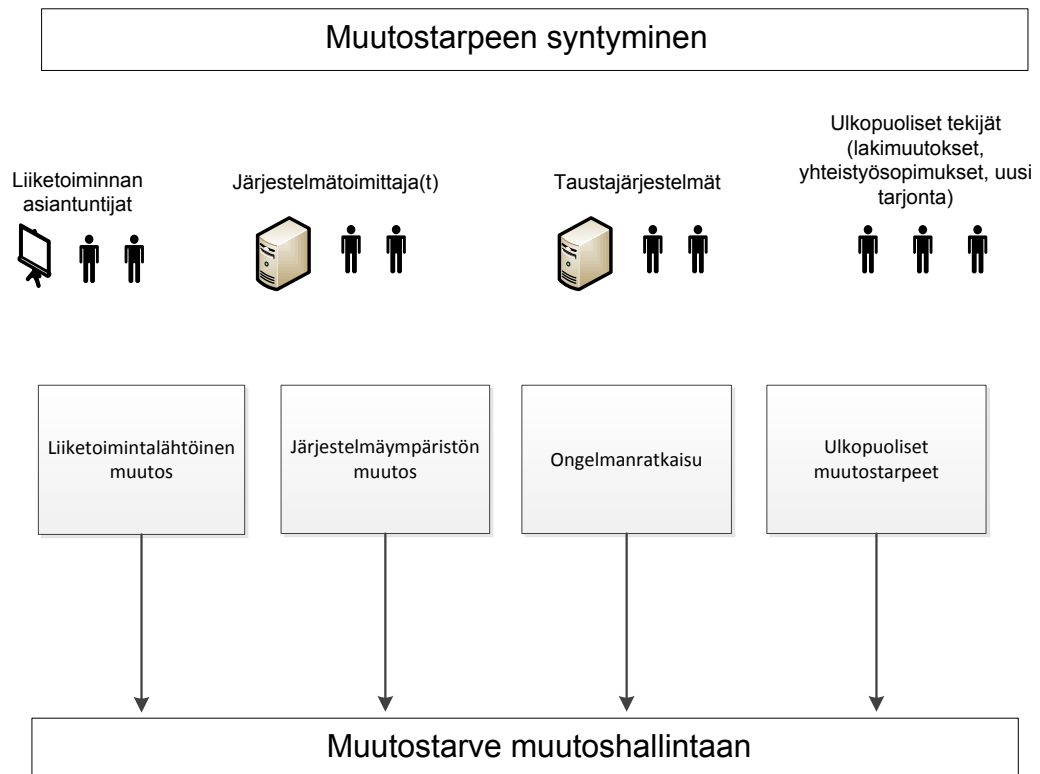 Muutostarpeen syntyminen
Liiketoiminnan
asiantuntijat
Järjestelmätoimittaja(t)
Taustajärjestelmät
Ulkopuoliset tekijät
(lakimuutokset,
yhteistyösopimukset, uusi
tarjonta)
Liiketoimintalähtöinen
muutos
Järjestelmäympäristön
muutos
Ongelmanratkaisu
Ulkopuoliset
muutostarpeet
Muutostarve muutoshallintaan